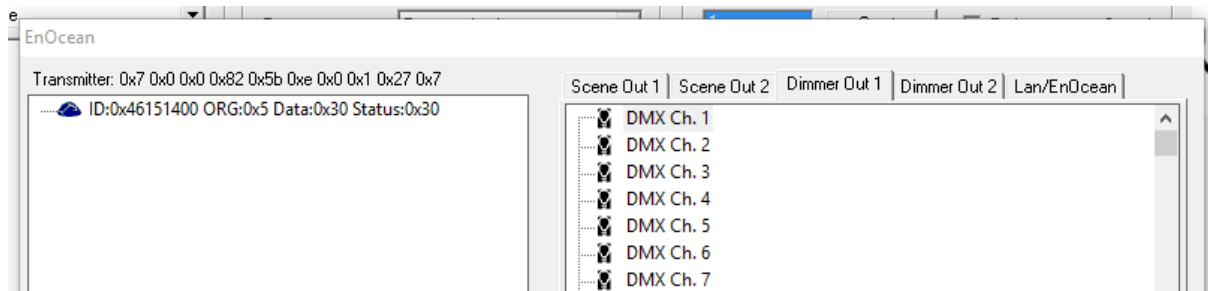 EnOcean
Transmitter: 0x7 0x0 0x0 0x82 0x5b 0xe 0x0 0x1 0x27 0x7
ID:0x46151400 ORG:0x5 Data:0x30 Status:0x30
Scene Out 1 Scene Out 2 Dimmer Out 1 Dimmer Out 2 Lan/EnOcean
DMX Ch. 1
DMX Ch. 2
DMX Ch. 3
DMX Ch. 4
DMX Ch. 5
DMX Ch. 6
DMX Ch. 7